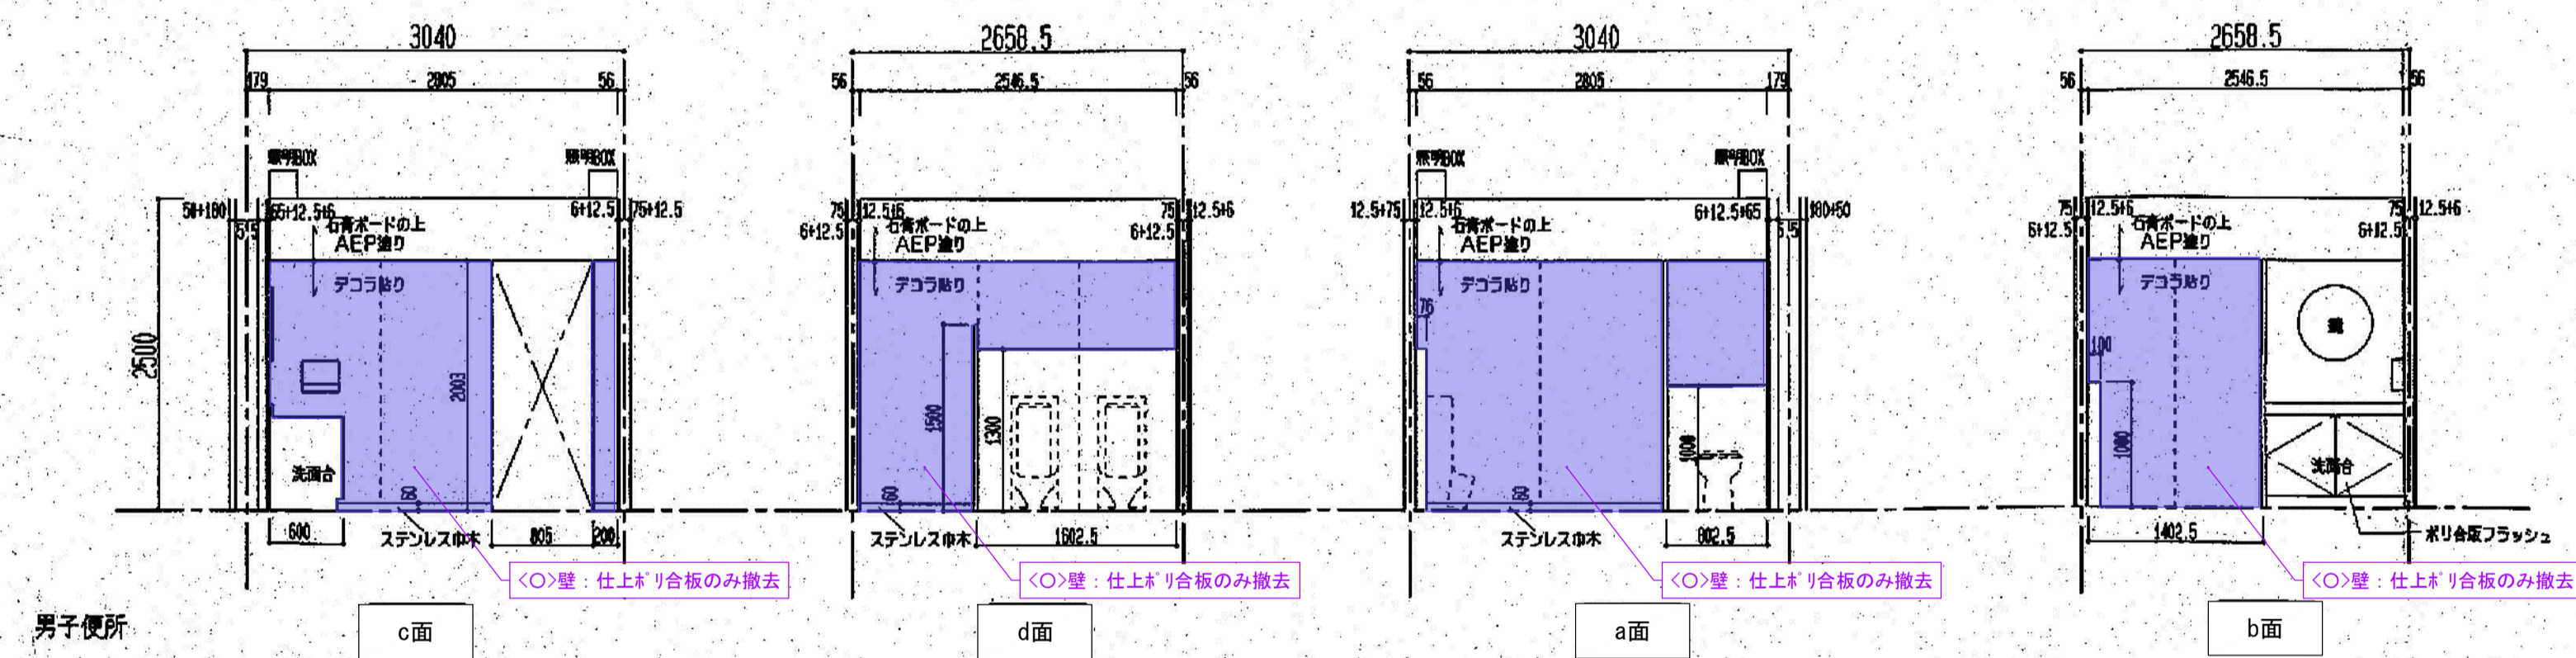 3040
179 2805 56
照明BOX 照明BOX
50+180 65+12.5+6 6+12.5 75+12.5
5.5
石膏ボードの上
AEP塗り
デコラ貼り
2500
2003
洗面台
60
600 ステンレス巾木 805 200
<〇>壁：仕上ﾎﾟﾘ合板のみ撤去
男子便所
c面
2658.5
56 2546.5 56
75 12.5+6 75 12.5+6
6+12.5 6+12.5
石膏ボードの上
AEP塗り
デコラ貼り
1500
1300
60
ステンレス巾木 1602.5
<〇>壁：仕上ﾎﾟﾘ合板のみ撤去
d面
3040
56 2805 179
照明BOX 照明BOX
12.5+75 12.5+6 6+12.5+65 180+50
5.5
石膏ボードの上
AEP塗り
デコラ貼り
76
1000
60
ステンレス巾木 802.5
<〇>壁：仕上ﾎﾟﾘ合板のみ撤去
a面
2658.5
56 2546.5 56
75 12.5+6 75 12.5+6
6+12.5 6+12.5
石膏ボードの上
AEP塗り
デコラ貼り
鏡
100
1000
洗面台
1402.5 ポリ合板フラッシュ
<〇>壁：仕上ﾎﾟﾘ合板のみ撤去
b面